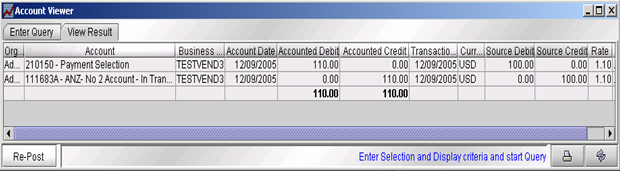 Account Viewer
Enter Query View Result
Org... Account Business ... Account Date Accounted Debit Accounted Credit Transactio... Curr... Source Debit Source Credit Rate
Ad... 210150 - Payment Selection TESTVEND3 12/09/2005 110.00 0.00 12/09/2005 USD 100.00 0.00 1.10
Ad... 111683A - ANZ- No 2 Account - In Tran... TESTVEND3 12/09/2005 0.00 110.00 12/09/2005 USD 0.00 100.00 1.10
110.00 110.00
Re-Post Enter Selection and Display criteria and start Query